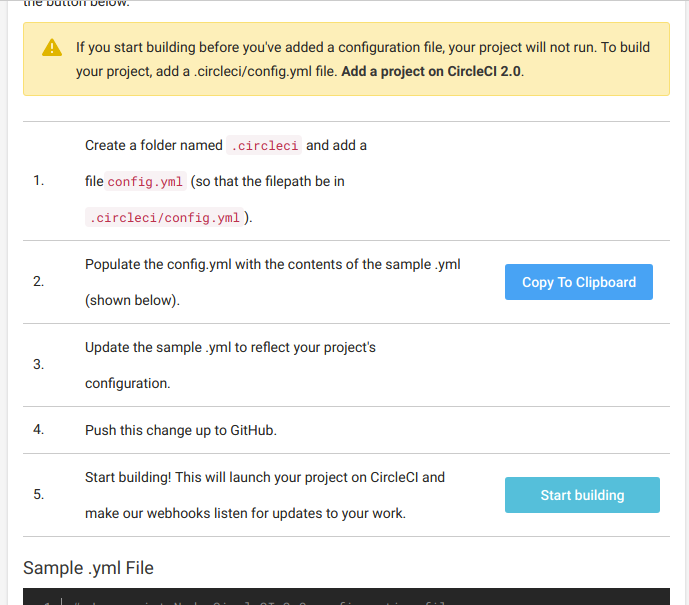 the button below.
If you start building before you've added a configuration file, your project will not run. To build
your project, add a .circleci/config.yml file. Add a project on CircleCI 2.0.
Create a folder named .circleci and add a
1.
file config.yml (so that the filepath be in
.circleci/config.yml ).
Populate the config.yml with the contents of the sample .yml
2.
(shown below).
Copy To Clipboard
Update the sample .yml to reflect your project's
3.
configuration.
4.
Push this change up to GitHub.
Start building! This will launch your project on CircleCI and
5.
make our webhooks listen for updates to your work.
Start building
Sample .yml File